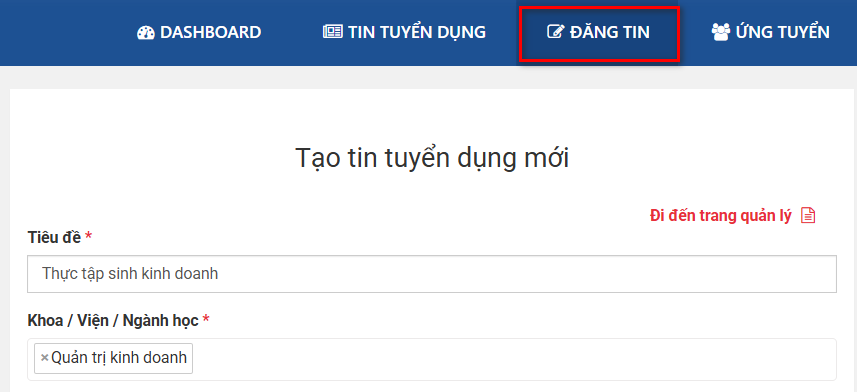 DASHBOARD TIN TUYỂN DỤNG ĐĂNG TIN ỨNG TUYỂN
Tạo tin tuyển dụng mới
Đi đến trang quản lý
Tiêu đề *
Thực tập sinh kinh doanh
Khoa / Viện / Ngành học *
×Quản trị kinh doanh